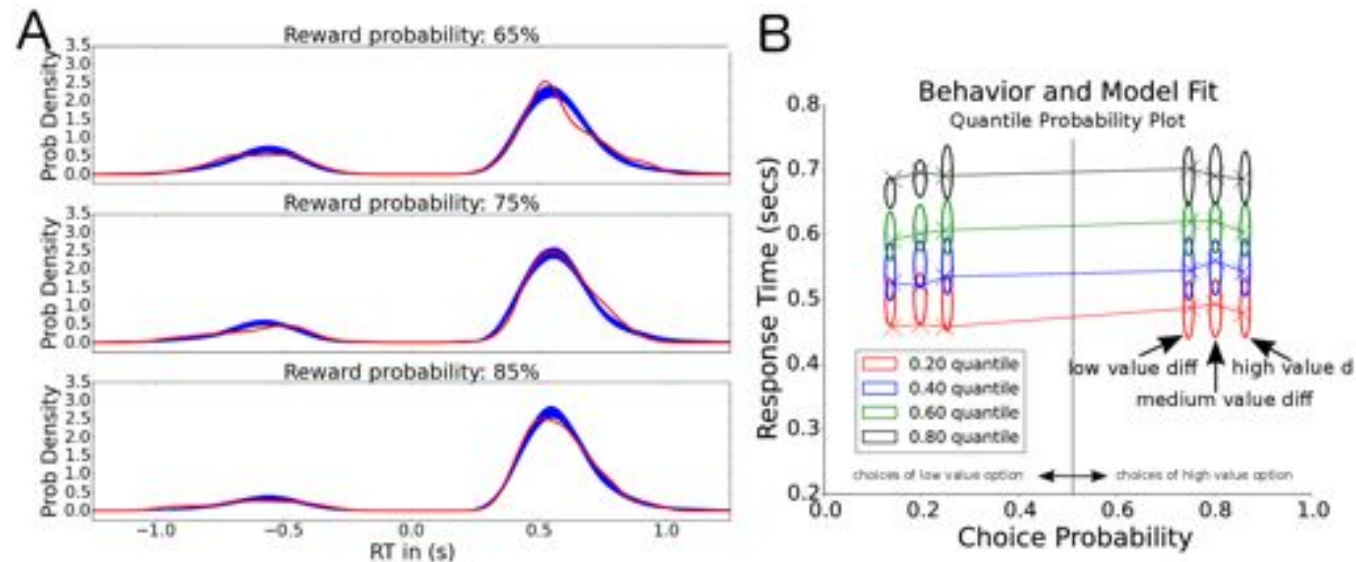 A
Reward probability: 65%
Prob Density
3.5
3.0
2.5
2.0
1.5
1.0
0.5
0.0
Reward probability: 75%
Prob Density
3.5
3.0
2.5
2.0
1.5
1.0
0.5
0.0
Reward probability: 85%
Prob Density
3.5
3.0
2.5
2.0
1.5
1.0
0.5
0.0
−1.0 −0.5 0.0 0.5 1.0
RT in (s)
B
Behavior and Model Fit
Quantile Probability Plot
Response Time (secs)
0.8
0.7
0.6
0.5
0.4
0.3
0.2
low value diff high value d
medium value diff
0.20 quantile
0.40 quantile
0.60 quantile
0.80 quantile
choices of low value option choices of high value option
0.0 0.2 0.4 0.6 0.8 1.0
Choice Probability